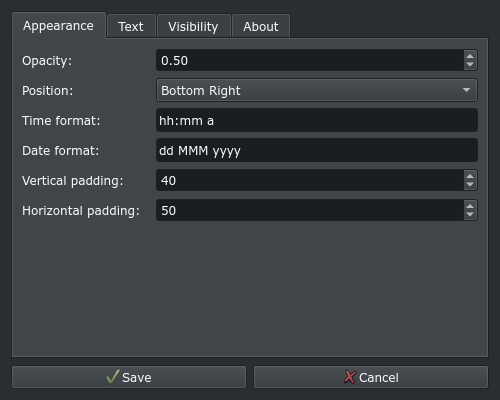 Appearance Text Visibility About
Opacity: 0.50
Position: Bottom Right
Time format: hh:mm a
Date format: dd MMM yyyy
Vertical padding: 40
Horizontal padding: 50
Save Cancel